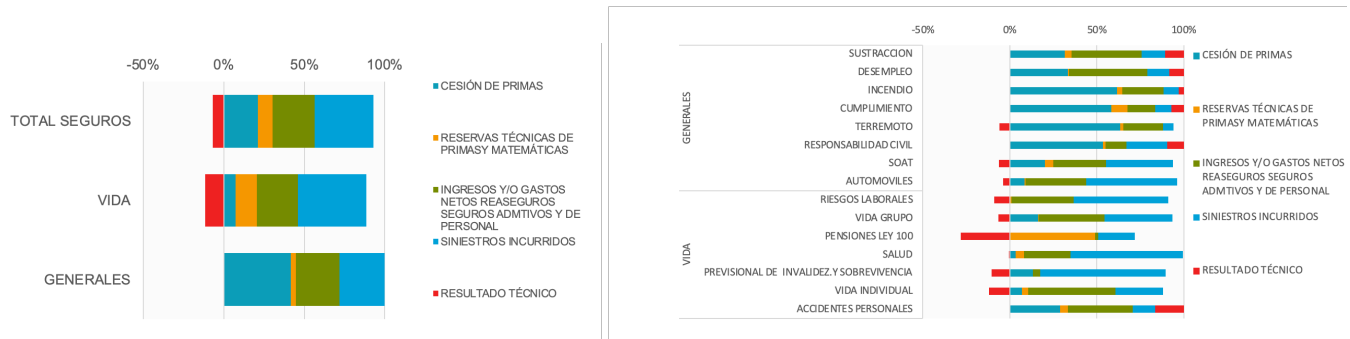 -50% 0% 50% 100%
TOTAL SEGUROS
VIDA
GENERALES
CESIÓN DE PRIMAS
RESERVAS TÉCNICAS DE
PRIMASY MATEMÁTICAS
INGRESOS Y/O GASTOS
NETOS REASEGUROS
SEGUROS ADMTIVOS Y DE
PERSONAL
SINIESTROS INCURRIDOS
RESULTADO TÉCNICO
-50% 0% 50% 100%
GENERALES
SUSTRACCION
DESEMPLEO
INCENDIO
CUMPLIMIENTO
TERREMOTO
RESPONSABILIDAD CIVIL
SOAT
AUTOMOVILES
VIDA
RIESGOS LABORALES
VIDA GRUPO
PENSIONES LEY 100
SALUD
PREVISIONAL DE INVALIDEZ.Y SOBREVIVENCIA
VIDA INDIVIDUAL
ACCIDENTES PERSONALES
CESIÓN DE PRIMAS
RESERVAS TÉCNICAS DE
PRIMASY MATEMÁTICAS
INGRESOS Y/O GASTOS NETOS
REASEGUROS SEGUROS
ADMTIVOS Y DE PERSONAL
SINIESTROS INCURRIDOS
RESULTADO TÉCNICO